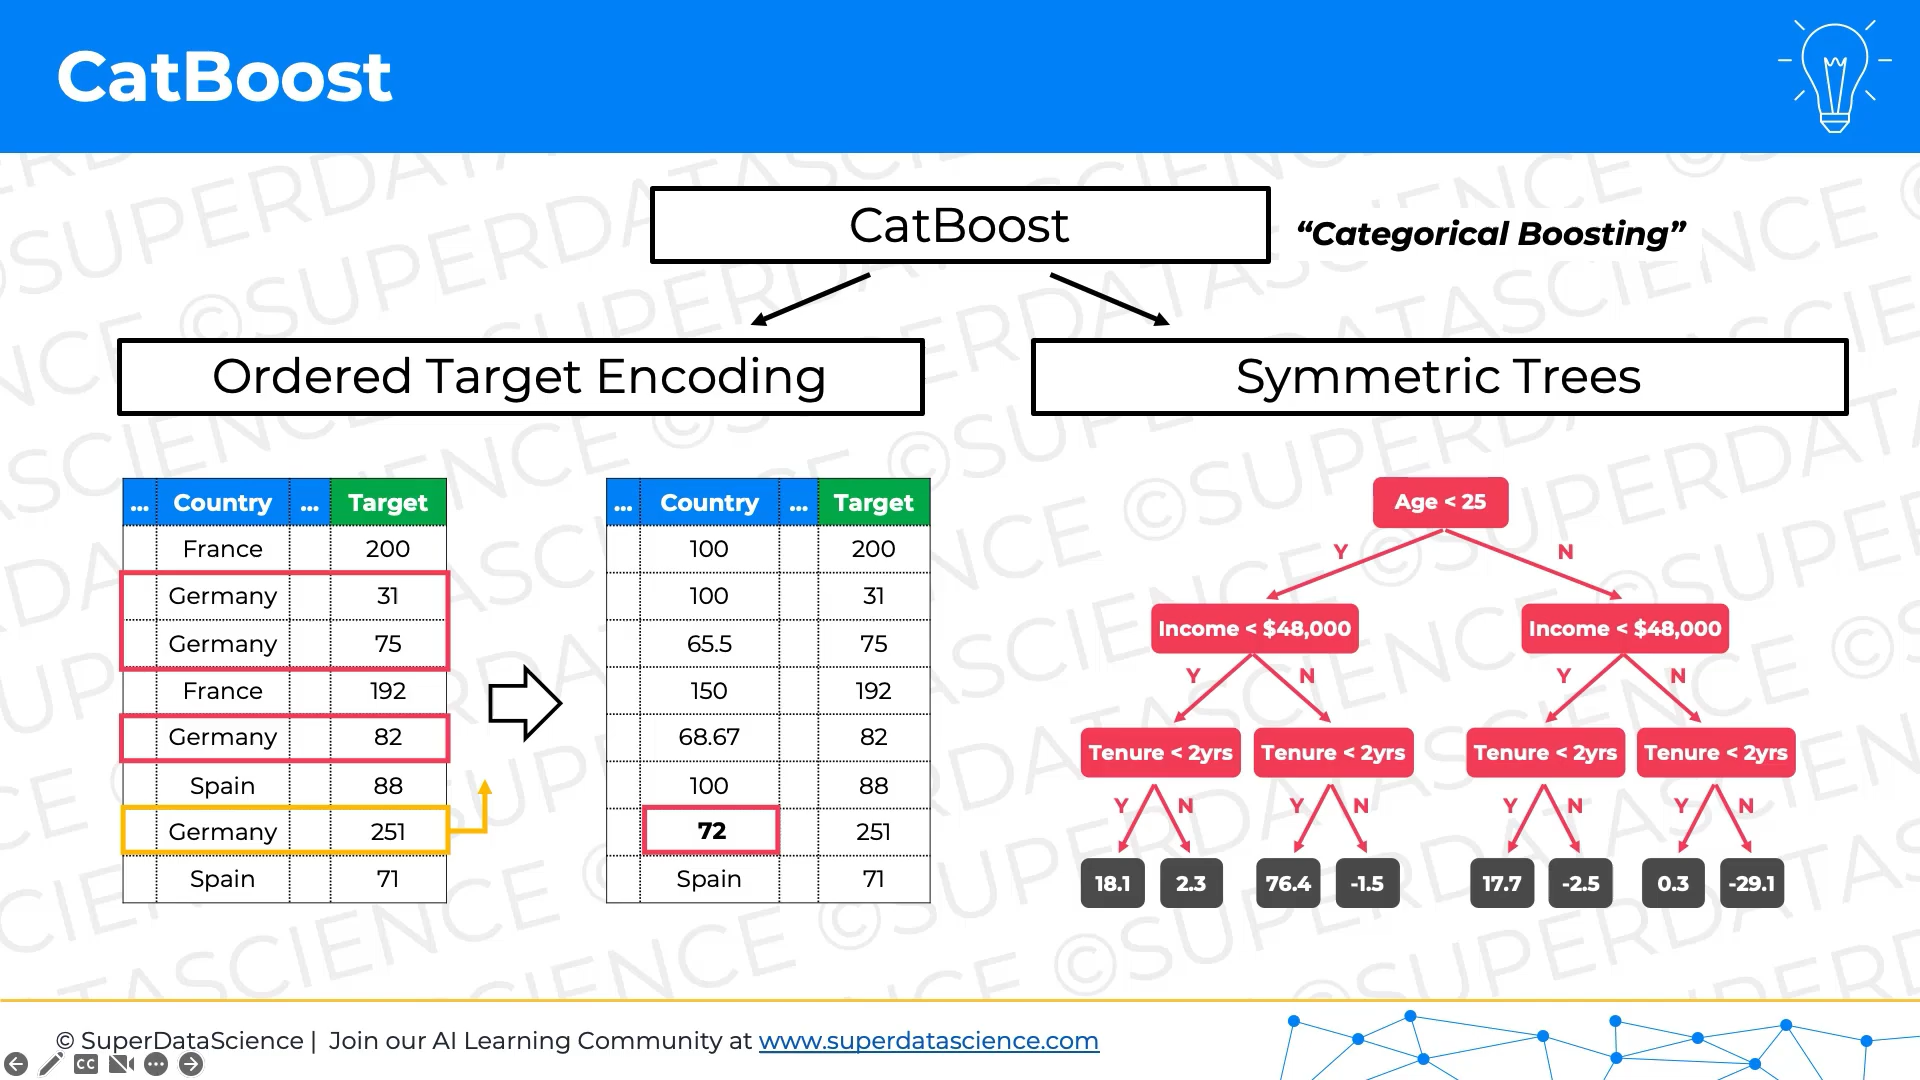 CatBoost
CatBoost
“Categorical Boosting”
Ordered Target Encoding
Symmetric Trees
... Country ... Target
France 200
Germany 31
Germany 75
France 192
Germany 82
Spain 88
Germany 251
Spain 71
... Country ... Target
100 200
100 31
65.5 75
150 192
68.67 82
100 88
72 251
Spain 71
Age < 25
Y N
Income < $48,000 Income < $48,000
Y N Y N
Tenure < 2yrs Tenure < 2yrs Tenure < 2yrs Tenure < 2yrs
Y N Y N Y N Y N
18.1 2.3 76.4 -1.5 17.7 -2.5 0.3 -29.1
© SuperDataScience | Join our AI Learning Community at www.superdatascience.com
CC
©SUPERDATASCIENCE